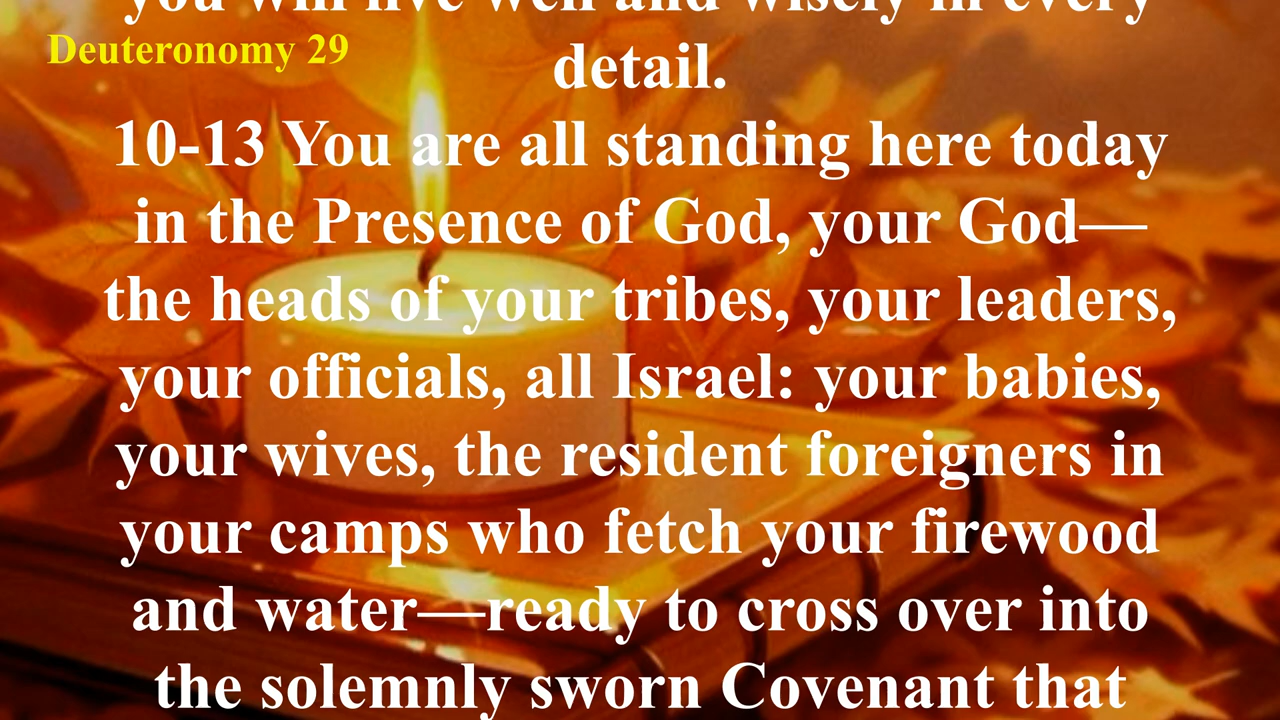 you will live well and wisely in every
Deuteronomy 29
detail.
10-13 You are all standing here today
in the Presence of God, your God—
the heads of your tribes, your leaders,
your officials, all Israel: your babies,
your wives, the resident foreigners in
your camps who fetch your firewood
and water—ready to cross over into
the solemnly sworn Covenant that